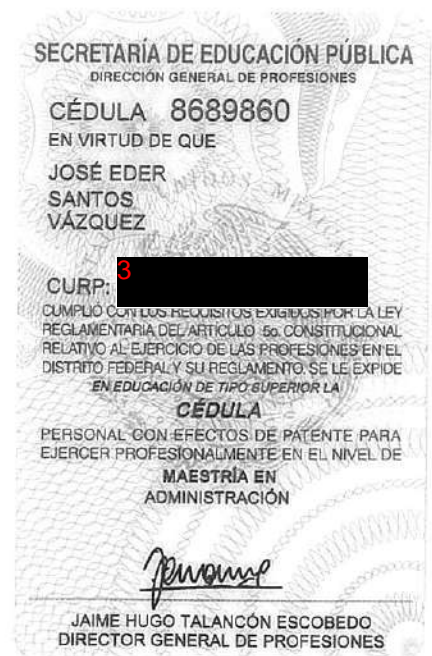 SECRETARÍA DE EDUCACIÓN PÚBLICA
DIRECCIÓN GENERAL DE PROFESIONES
CÉDULA 8689860
EN VIRTUD DE QUE
JOSÉ EDER
SANTOS
VÁZQUEZ
CURP: 3
CUMPLIO CON LOS REQUISITOS EXIGIDOS POR LA LEY
REGLAMENTARIA DEL ARTICULO 5o. CONSTITUCIONAL
RELATIVO AL EJERCICIO DE LAS PROFESIONES EN EL
DISTRITO FEDERAL Y SU REGLAMENTO. SE LE EXPIDE
EN EDUCACIÓN DE TIPO SUPERIOR LA
CÉDULA
PERSONAL CON EFECTOS DE PATENTE PARA
EJERCER PROFESIONALMENTE EN EL NIVEL DE
MAESTRÍA EN
ADMINISTRACIÓN
JAIME HUGO TALANCÓN ESCOBEDO
DIRECTOR GENERAL DE PROFESIONES